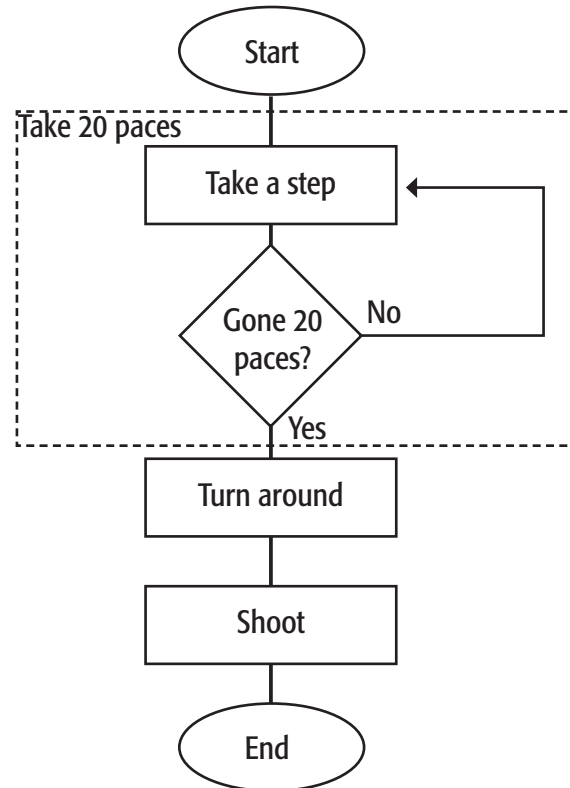 Start
Take 20 paces
Take a step
No
Gone 20
paces?
Yes
Turn around
Shoot
End